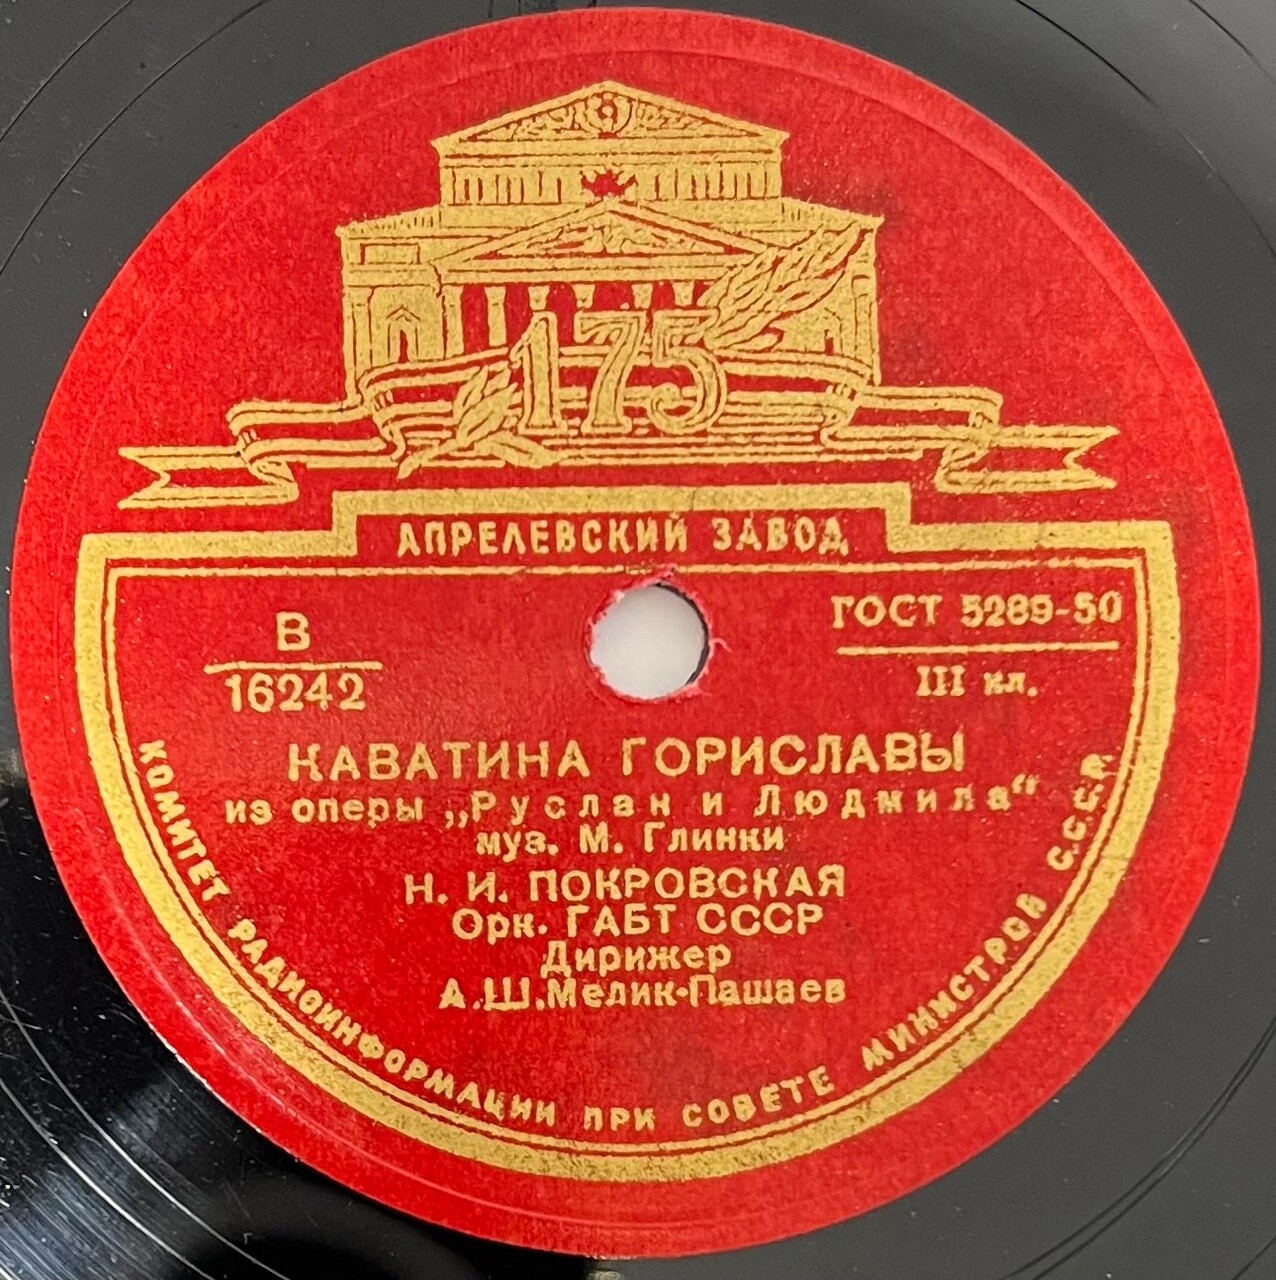 175
АПРЕЛЕВСКИЙ ЗАВОД
В
16242
ГОСТ 5289-50
III кл.
КАВАТИНА ГОРИСЛАВЫ
из оперы „Руслан и Людмила“
муз. М. Глинки
Н. И. ПОКРОВСКАЯ
Орк. ГАБТ СССР
Дирижер
А.Ш.Мелик-Пашаев
КОМИТЕТ РАДИОИНФОРМАЦИИ ПРИ СОВЕТЕ МИНИСТРОВ С.С.С.Р.